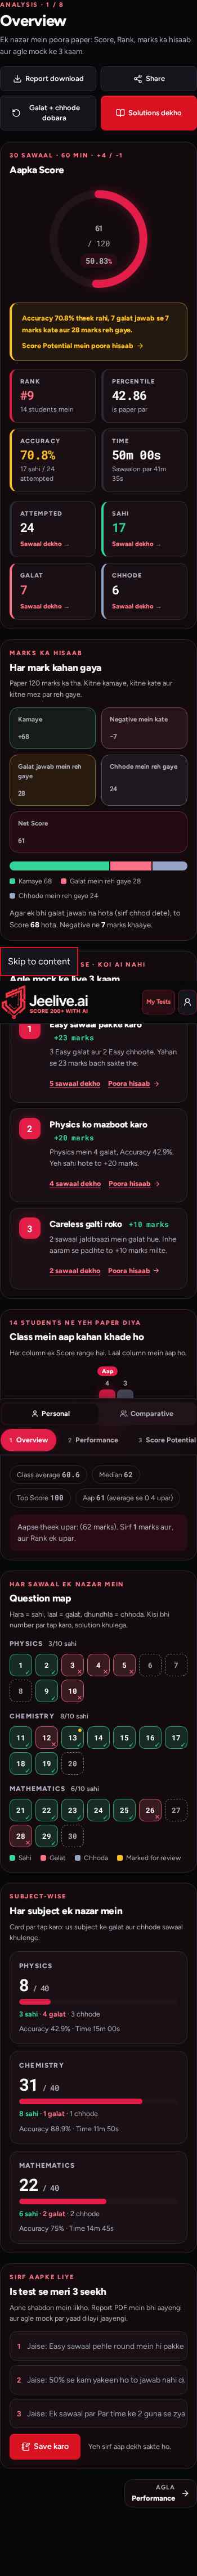 ANALYSIS · 1 / 8
Overview
Ek nazar mein poora paper: Score, Rank, marks ka hisaab
aur agle mock ke 3 kaam.
Report download
Share
Galat + chhode
dobara
Solutions dekho
30 SAWAAL · 60 MIN · +4 / -1
Aapka Score
61
/ 120
50.83%
Accuracy 70.8% theek rahi, 7 galat jawab se 7
marks kate aur 28 marks reh gaye.
Score Potential mein poora hisaab →
RANK
#9
14 students mein
PERCENTILE
42.86
is paper par
ACCURACY
70.8%
17 sahi / 24
attempted
TIME
50m 00s
Sawaalon par 41m
35s
ATTEMPTED
24
Sawaal dekho →
SAHI
17
Sawaal dekho →
GALAT
7
Sawaal dekho →
CHHODE
6
Sawaal dekho →
MARKS KA HISAAB
Har mark kahan gaya
Paper 120 marks ka tha. Kitne kamaye, kitne kate aur
kitne mez par reh gaye.
Kamaye
+68
Negative mein kate
−7
Galat jawab mein reh
gaye
28
Chhode mein reh gaye
24
Net Score
61
Kamaye 68
Galat mein reh gaye 28
Chhode mein reh gaye 24
Agar ek bhi galat jawab na hota (sirf chhod dete), to
Score 68 hota. Negative ne 7 marks khaaye.
Skip to content
SE · KOI AI NAHI
Jeelive.ai
SCORE 200+ WITH AI
My Tests
1
Easy sawaal pakke karo
+23 marks
3 Easy galat aur 2 Easy chhoote. Yahan
se 23 marks bach sakte the.
5 sawaal dekho
Poora hisaab →
2
Physics ko mazboot karo
+20 marks
Physics mein 4 galat, Accuracy 42.9%.
Yeh sahi hote to +20 marks.
4 sawaal dekho
Poora hisaab →
3
Careless galti roko +10 marks
2 sawaal jaldbaazi mein galat hue. Inhe
aaram se padhte to +10 marks milte.
2 sawaal dekho
Poora hisaab →
14 STUDENTS NE YEH PAPER DIYA
Class mein aap kahan khade ho
Har column ek Score range hai. Laal column mein aap ho.
Aap
4
3
Personal
Comparative
1 Overview
2 Performance
3 Score Potential
Class average 60.6
Median 62
Top Score 100
Aap 61 (average se 0.4 upar)
Aapse theek upar: (62 marks). Sirf 1 marks aur,
aur Rank ek upar.
HAR SAWAAL EK NAZAR MEIN
Question map
Hara = sahi, laal = galat, dhundhla = chhoda. Kisi bhi
number par tap karo, solution khulega.
PHYSICS 3/10 sahi
1 2 3 4 5 6 7
8 9 10
CHEMISTRY 8/10 sahi
11 12 13 14 15 16 17
18 19 20
MATHEMATICS 6/10 sahi
21 22 23 24 25 26 27
28 29 30
Sahi
Galat
Chhoda
Marked for review
SUBJECT-WISE
Har subject ek nazar mein
Card par tap karo: us subject ke galat aur chhode sawaal
khulenge.
PHYSICS
8 / 40
3 sahi · 4 galat · 3 chhode
Accuracy 42.9% · Time 15m 00s
CHEMISTRY
31 / 40
8 sahi · 1 galat · 1 chhode
Accuracy 88.9% · Time 11m 50s
MATHEMATICS
22 / 40
6 sahi · 2 galat · 2 chhode
Accuracy 75% · Time 14m 45s
SIRF AAPKE LIYE
Is test se meri 3 seekh
Apne shabdon mein likho. Report PDF mein bhi aayengi
aur agle mock par yaad dilayi jaayengi.
1 Jaise: Easy sawaal pehle round mein hi pakke
2 Jaise: 50% se kam yakeen ho to jawab nahi du
3 Jaise: Ek sawaal par Par time ke 2 guna se zya
Save karo
Yeh sirf aap dekh sakte ho.
AGLA
Performance →